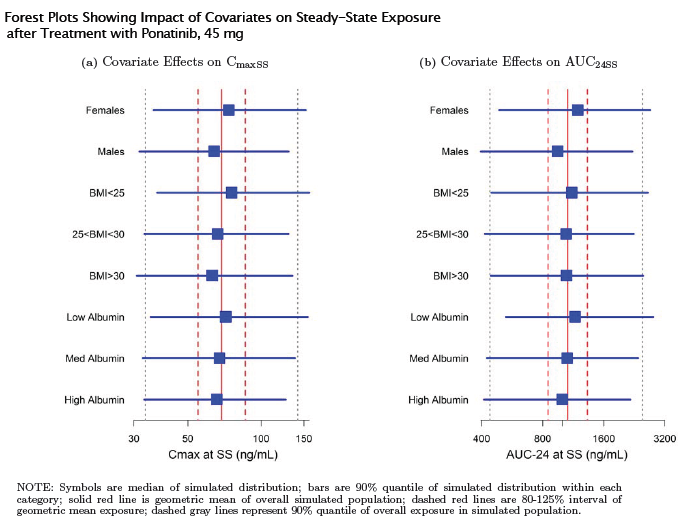 Forest Plots Showing Impact of Covariates on Steady-State Exposure
after Treatment with Ponatinib, 45 mg
(a) Covariate Effects on CmaxSS
Females
Males
BMI<25
25<BMI<30
BMI>30
Low Albumin
Med Albumin
High Albumin
30 50 100 150
Cmax at SS (ng/mL)
(b) Covariate Effects on AUC24SS
Females
Males
BMI<25
25<BMI<30
BMI>30
Low Albumin
Med Albumin
High Albumin
400 800 1600 3200
AUC-24 at SS (ng/mL)
NOTE: Symbols are median of simulated distribution; bars are 90% quantile of simulated distribution within each
category; solid red line is geometric mean of overall simulated population; dashed red lines are 80-125% interval of
geometric mean exposure; dashed gray lines represent 90% quantile of overall exposure in simulated population.